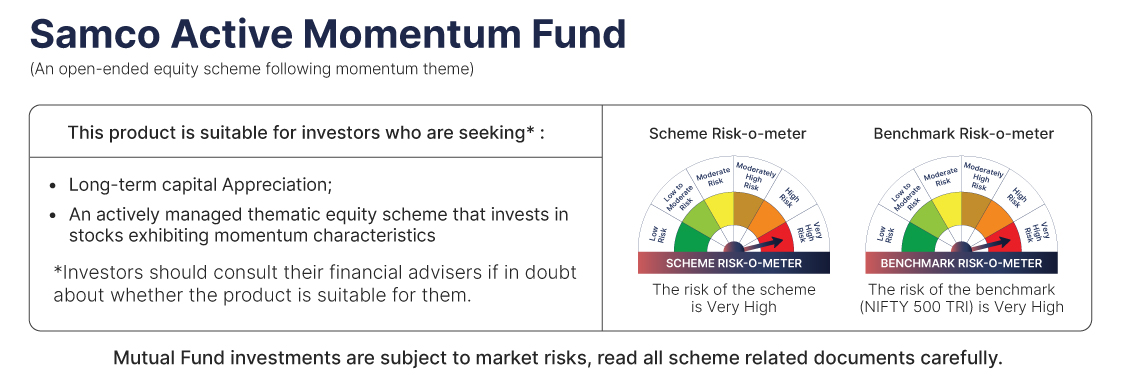 Samco Active Momentum Fund
(An open-ended equity scheme following momentum theme)
This product is suitable for investors who are seeking* :
• Long-term capital Appreciation;
• An actively managed thematic equity scheme that invests in
stocks exhibiting momentum characteristics
*Investors should consult their financial advisers if in doubt
about whether the product is suitable for them.
Scheme Risk-o-meter
Low Risk
Low to Moderate Risk
Moderate Risk
Moderately High Risk
High Risk
Very High Risk
SCHEME RISK-O-METER
The risk of the scheme
is Very High
Benchmark Risk-o-meter
Low Risk
Low to Moderate Risk
Moderate Risk
Moderately High Risk
High Risk
Very High Risk
BENCHMARK RISK-O-METER
The risk of the benchmark
(NIFTY 500 TRI) is Very High
Mutual Fund investments are subject to market risks, read all scheme related documents carefully.